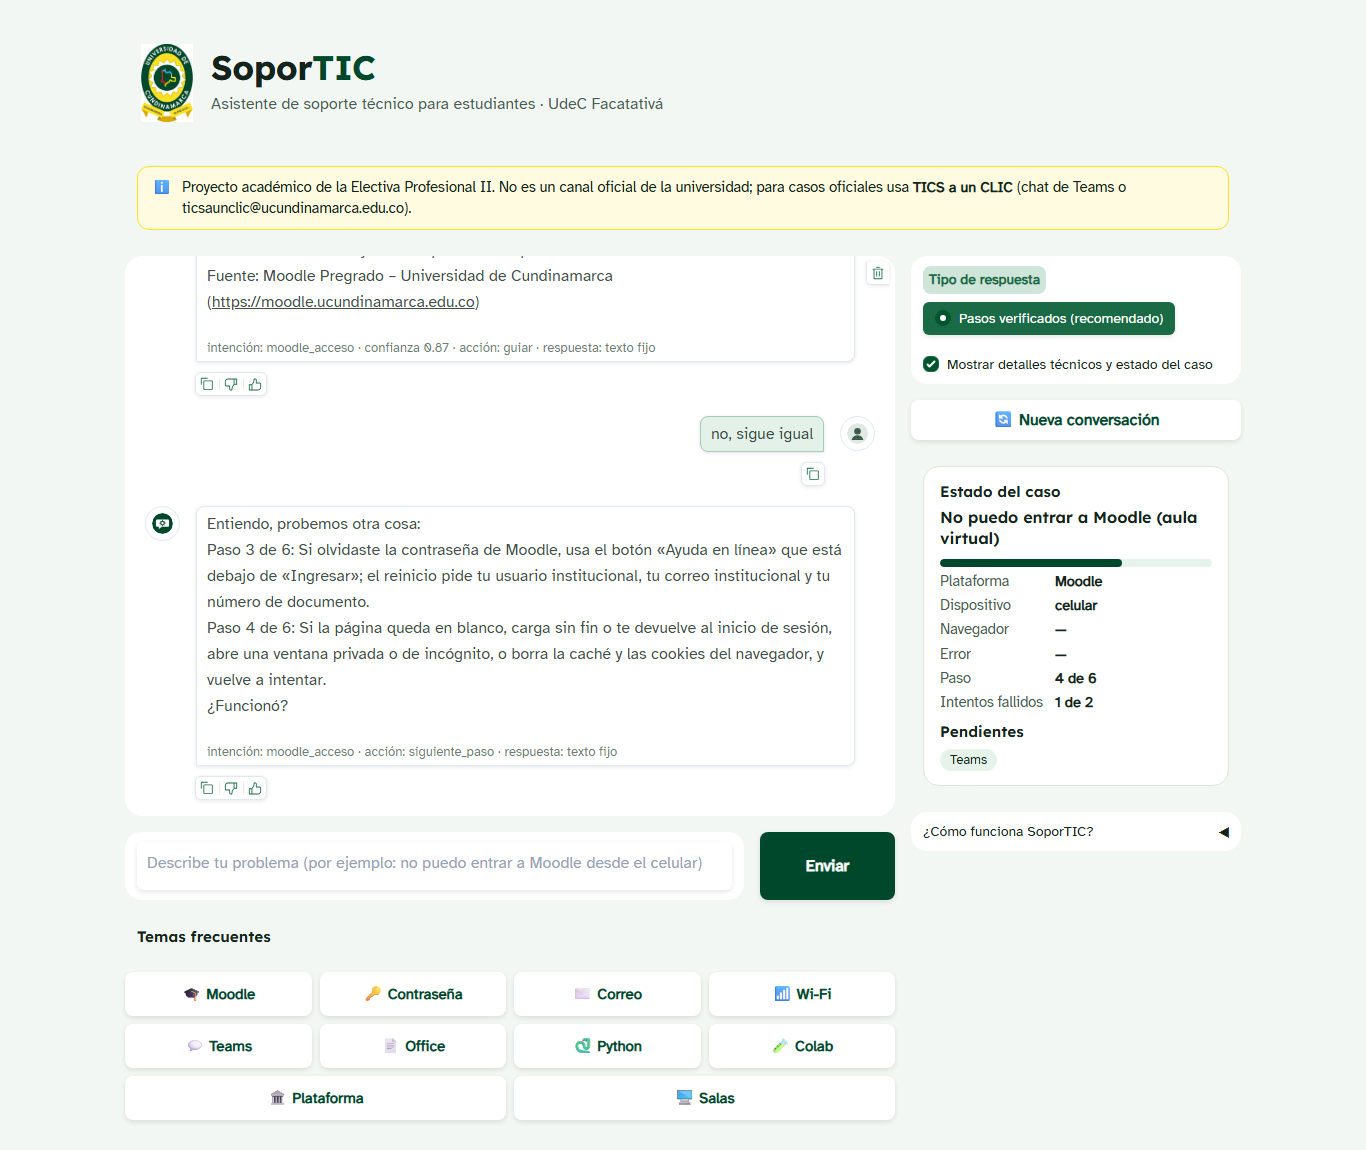 UNIVERSIDAD DE
CUNDINAMARCA
SoporTIC
Asistente de soporte técnico para estudiantes · UdeC Facatativá
Proyecto académico de la Electiva Profesional II. No es un canal oficial de la universidad; para casos oficiales usa TICS a un CLIC (chat de Teams o
ticsaunclic@ucundinamarca.edu.co).
Fuente: Moodle Pregrado – Universidad de Cundinamarca
(https://moodle.ucundinamarca.edu.co)
intención: moodle_acceso · confianza 0.87 · acción: guiar · respuesta: texto fijo
no, sigue igual
Entiendo, probemos otra cosa:
Paso 3 de 6: Si olvidaste la contraseña de Moodle, usa el botón «Ayuda en línea» que está
debajo de «Ingresar»; el reinicio pide tu usuario institucional, tu correo institucional y tu
número de documento.
Paso 4 de 6: Si la página queda en blanco, carga sin fin o te devuelve al inicio de sesión,
abre una ventana privada o de incógnito, o borra la caché y las cookies del navegador, y
vuelve a intentar.
¿Funcionó?
intención: moodle_acceso · acción: siguiente_paso · respuesta: texto fijo
Describe tu problema (por ejemplo: no puedo entrar a Moodle desde el celular)
Enviar
Temas frecuentes
Moodle
Contraseña
Correo
Wi-Fi
Teams
Office
Python
Colab
Plataforma
Salas
Tipo de respuesta
Pasos verificados (recomendado)
Mostrar detalles técnicos y estado del caso
Nueva conversación
Estado del caso
No puedo entrar a Moodle (aula
virtual)
Plataforma Moodle
Dispositivo celular
Navegador —
Error —
Paso 4 de 6
Intentos fallidos 1 de 2
Pendientes
Teams
¿Cómo funciona SoporTIC?